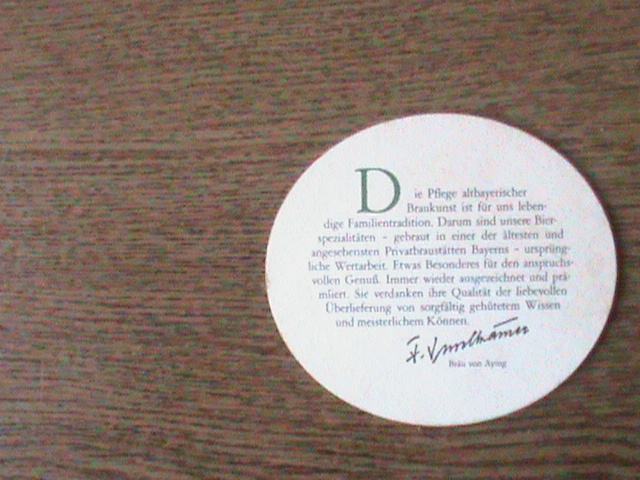 Die Pflege altbayerischer
Braukunst ist für uns leben-
dige Familientradition. Darum sind unsere Bier-
spezialitäten - gebraut in einer der ältesten und
angesehensten Privatbraustätten Bayerns - ursprüng-
liche Wertarbeit. Etwas Besonderes für den anspruchs-
vollen Genuß. Immer wieder ausgezeichnet und prä-
miiert. Sie verdanken ihre Qualität der liebevollen
Überlieferung von sorgfältig gehütetem Wissen
und meisterlichem Können.
Bräu von Aying